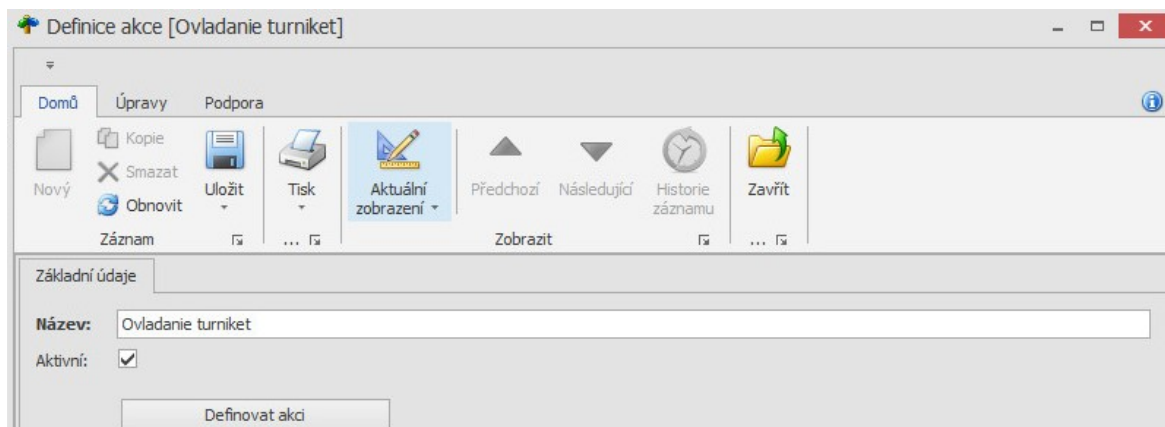 Definice akce [Ovladanie turniket]
Domů Úpravy Podpora
Nový
Kopie
Smazat
Obnovit
Uložit
Tisk
Aktuální
zobrazení
Předchozí
Následující
Historie
záznamu
Zavřít
Záznam ... Zobrazit ...
Základní údaje
Název: Ovladanie turniket
Aktivní:
Definovat akci